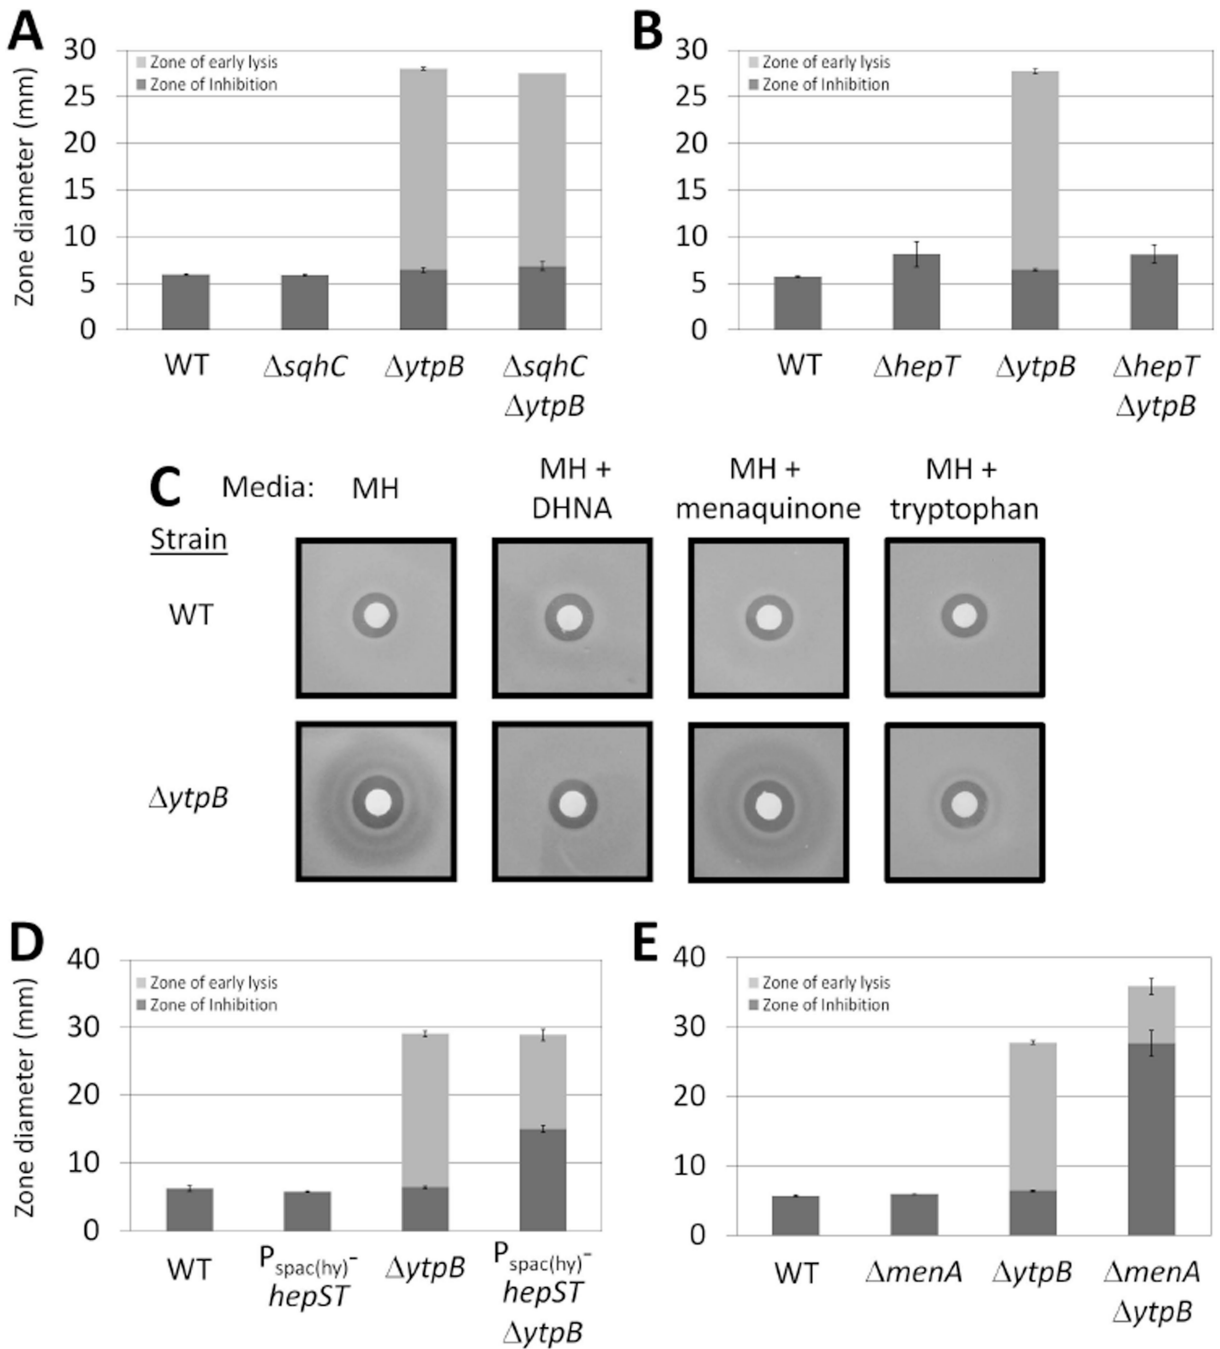 A
Zone diameter (mm)
30
25
20
15
10
5
0
Zone of early lysis
Zone of Inhibition
WT
ΔsqhC
ΔytpB
ΔsqhC
ΔytpB
B
30
25
20
15
10
5
0
Zone of early lysis
Zone of Inhibition
WT
ΔhepT
ΔytpB
ΔhepT
ΔytpB
C
Media:
MH
MH +
DHNA
MH +
menaquinone
MH +
tryptophan
Strain
WT
ΔytpB
D
Zone diameter (mm)
40
30
20
10
0
Zone of early lysis
Zone of Inhibition
WT
Pspac(hy)-
hepST
ΔytpB
Pspac(hy)-
hepST
ΔytpB
E
40
30
20
10
0
Zone of early lysis
Zone of Inhibition
WT
ΔmenA
ΔytpB
ΔmenA
ΔytpB